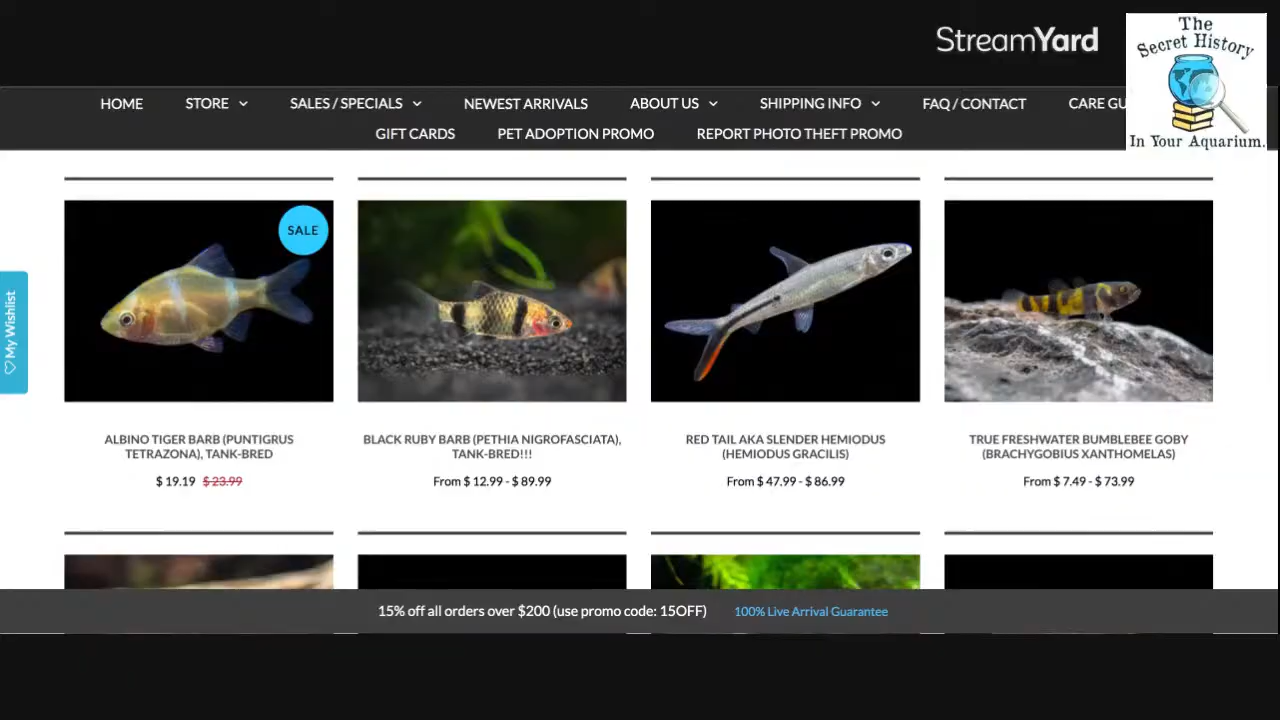 StreamYard
The
Secret History
In Your Aquarium.
HOME
STORE
SALES / SPECIALS
NEWEST ARRIVALS
ABOUT US
SHIPPING INFO
FAQ / CONTACT
CARE GU
GIFT CARDS
PET ADOPTION PROMO
REPORT PHOTO THEFT PROMO
My Wishlist
SALE
ALBINO TIGER BARB (PUNTIGRUS
TETRAZONA), TANK-BRED
$ 19.19 $ 23.99
BLACK RUBY BARB (PETHIA NIGROFASCIATA),
TANK-BRED!!!
From $ 12.99 - $ 89.99
RED TAIL AKA SLENDER HEMIODUS
(HEMIODUS GRACILIS)
From $ 47.99 - $ 86.99
TRUE FRESHWATER BUMBLEBEE GOBY
(BRACHYGOBIUS XANTHOMELAS)
From $ 7.49 - $ 73.99
15% off all orders over $200 (use promo code: 15OFF)
100% Live Arrival Guarantee